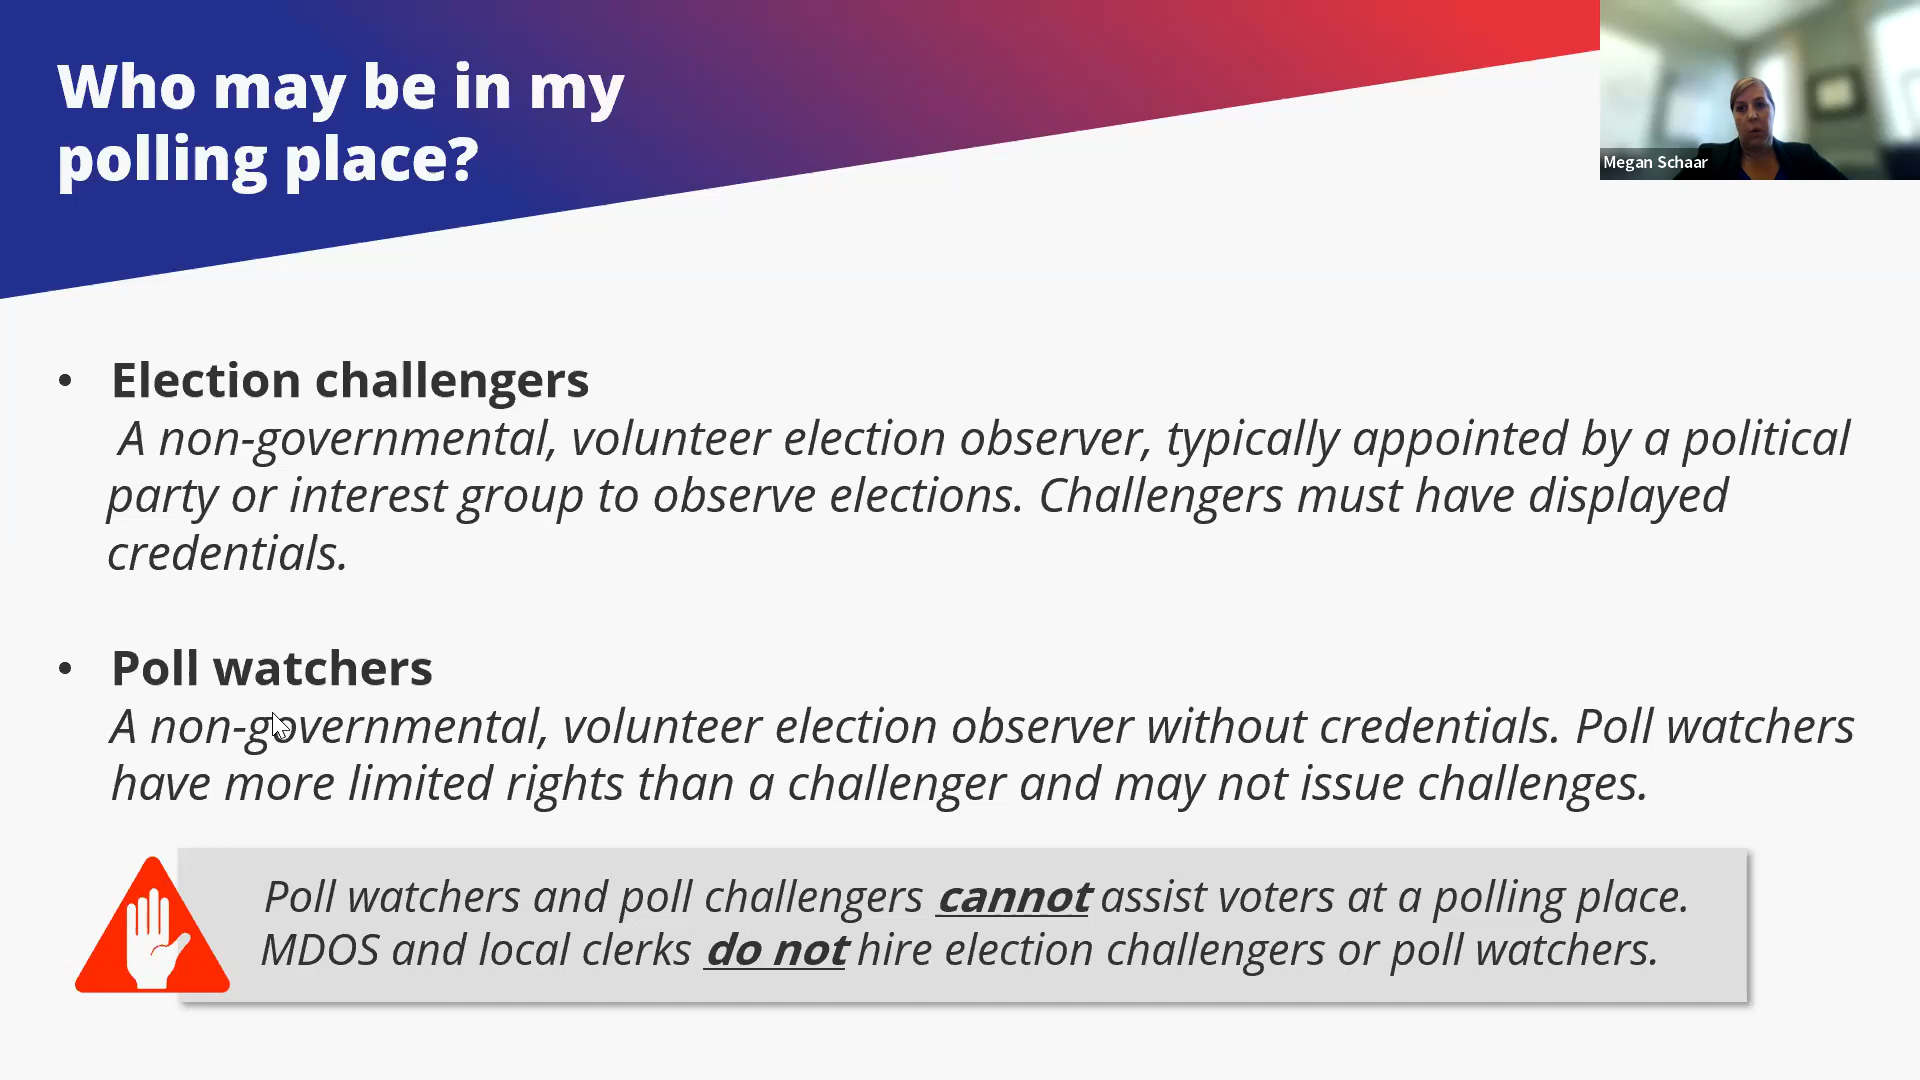 Who may be in my
polling place?
Megan Schaar
• Election challengers
A non-governmental, volunteer election observer, typically appointed by a political
party or interest group to observe elections. Challengers must have displayed
credentials.
• Poll watchers
A non-governmental, volunteer election observer without credentials. Poll watchers
have more limited rights than a challenger and may not issue challenges.
Poll watchers and poll challengers cannot assist voters at a polling place.
MDOS and local clerks do not hire election challengers or poll watchers.